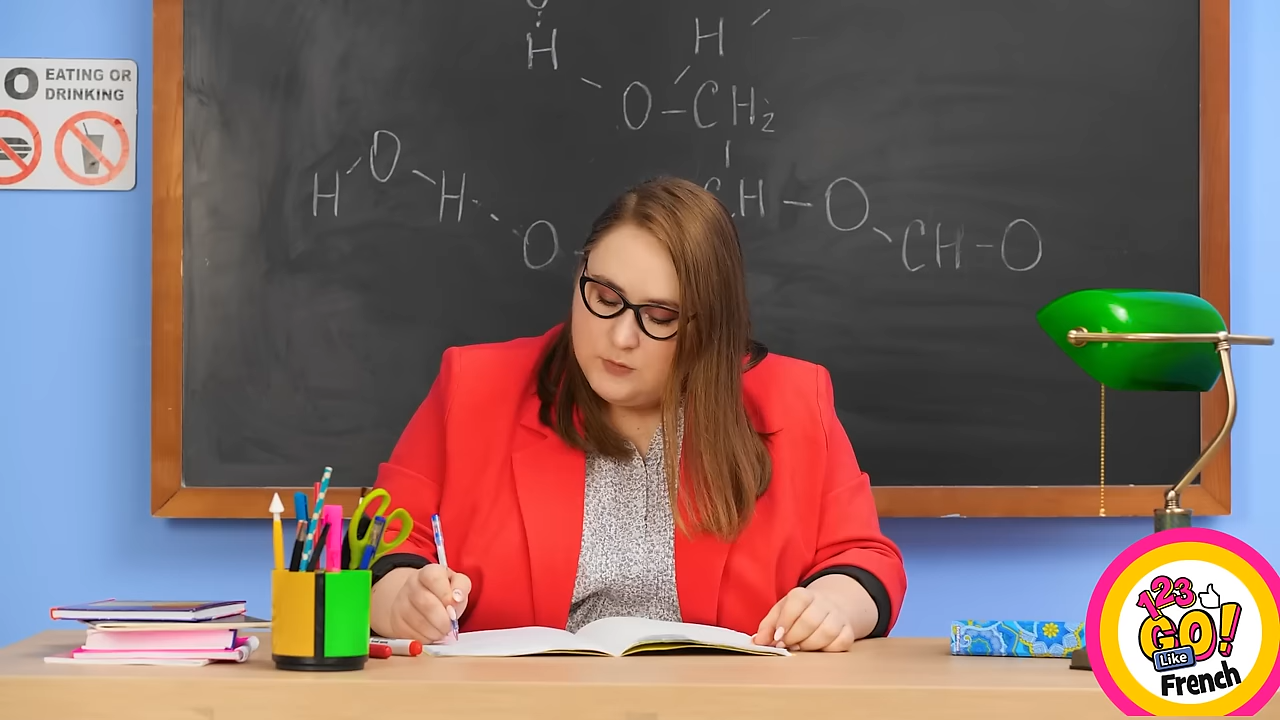 O EATING OR
DRINKING
H
H
O–CH₂
H O H
O
CH–O
CH–O
123
GO!
Like
French